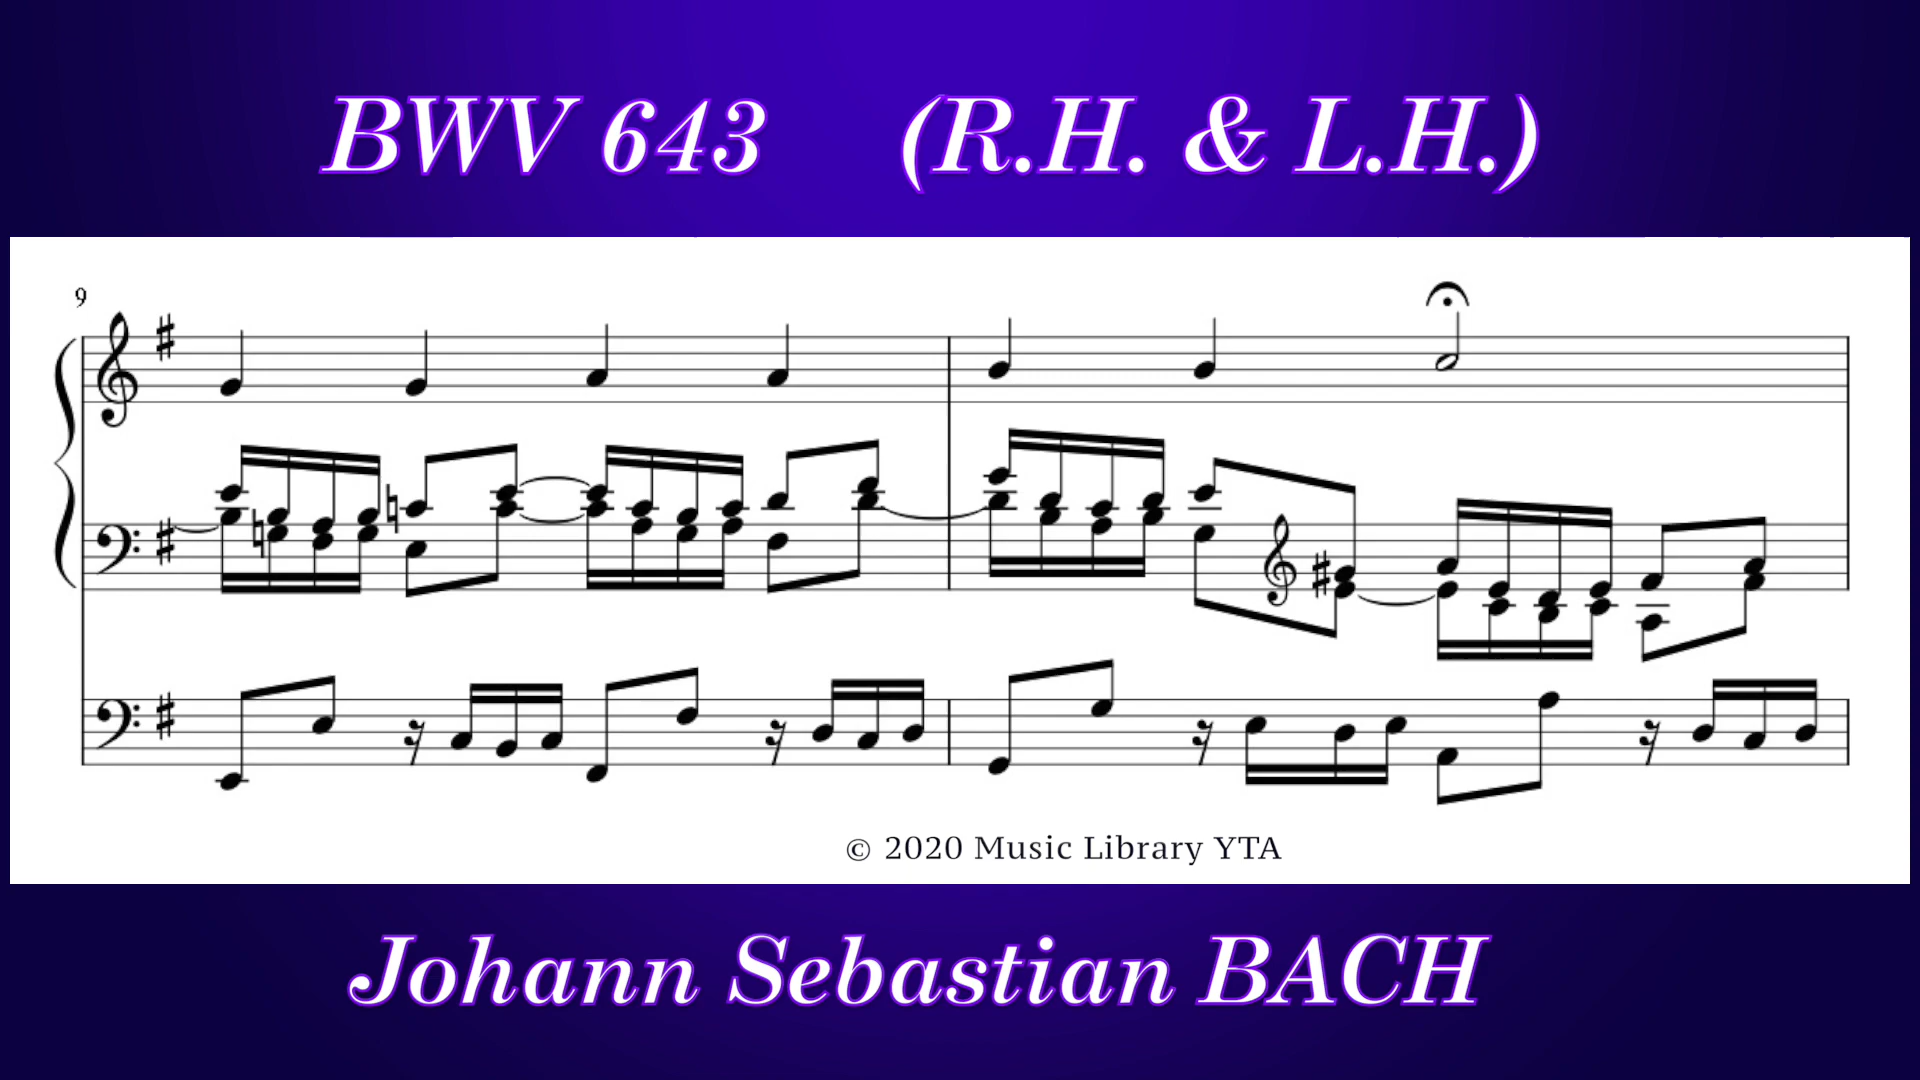 BWV 643 (R.H. & L.H.)
9
© 2020 Music Library YTA
Johann Sebastian BACH